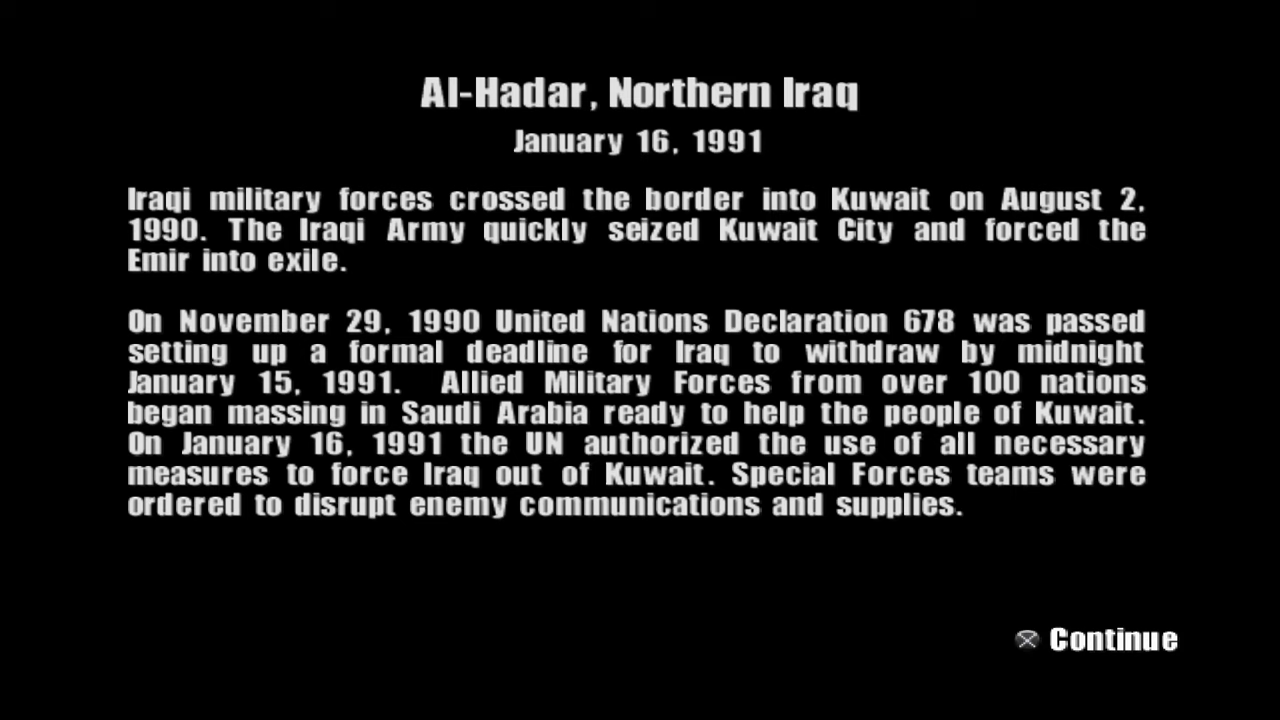 Al-Hadar, Northern Iraq
January 16, 1991
Iraqi military forces crossed the border into Kuwait on August 2,
1990. The Iraqi Army quickly seized Kuwait City and forced the
Emir into exile.
On November 29, 1990 United Nations Declaration 678 was passed
setting up a formal deadline for Iraq to withdraw by midnight
January 15, 1991. Allied Military Forces from over 100 nations
began massing in Saudi Arabia ready to help the people of Kuwait.
On January 16, 1991 the UN authorized the use of all necessary
measures to force Iraq out of Kuwait. Special Forces teams were
ordered to disrupt enemy communications and supplies.
Continue